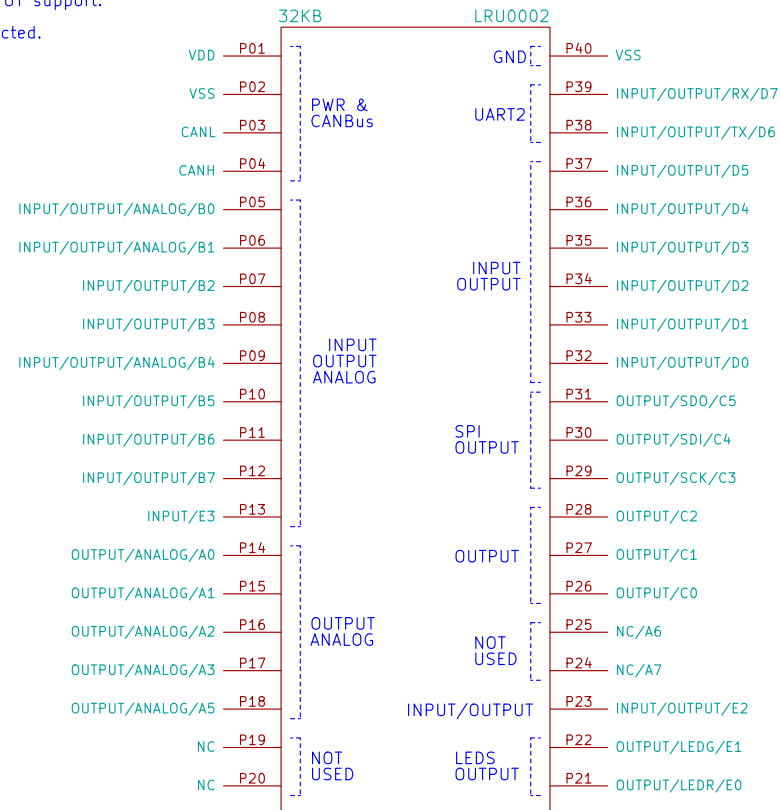 cted.
32KB LRU0002
VDD P01 P40 VSS
GND
VSS P02 P39 INPUT/OUTPUT/RX/D7
PWR &
CANBus
UART2
CANL P03 P38 INPUT/OUTPUT/TX/D6
CANH P04 P37 INPUT/OUTPUT/D5
INPUT/OUTPUT/ANALOG/B0 P05 P36 INPUT/OUTPUT/D4
INPUT/OUTPUT/ANALOG/B1 P06 P35 INPUT/OUTPUT/D3
INPUT
OUTPUT
INPUT/OUTPUT/B2 P07 P34 INPUT/OUTPUT/D2
INPUT/OUTPUT/B3 P08 P33 INPUT/OUTPUT/D1
INPUT
OUTPUT
ANALOG
INPUT/OUTPUT/ANALOG/B4 P09 P32 INPUT/OUTPUT/D0
INPUT/OUTPUT/B5 P10 P31 OUTPUT/SDO/C5
SPI
OUTPUT
INPUT/OUTPUT/B6 P11 P30 OUTPUT/SDI/C4
INPUT/OUTPUT/B7 P12 P29 OUTPUT/SCK/C3
INPUT/E3 P13 P28 OUTPUT/C2
OUTPUT/ANALOG/A0 P14 P27 OUTPUT/C1
OUTPUT
OUTPUT/ANALOG/A1 P15 P26 OUTPUT/C0
OUTPUT
ANALOG
OUTPUT/ANALOG/A2 P16 P25 NC/A6
NOT
USED
OUTPUT/ANALOG/A3 P17 P24 NC/A7
OUTPUT/ANALOG/A5 P18 P23 INPUT/OUTPUT/E2
INPUT/OUTPUT
NC P19 P22 OUTPUT/LEDG/E1
NOT
USED
LEDS
OUTPUT
NC P20 P21 OUTPUT/LEDR/E0